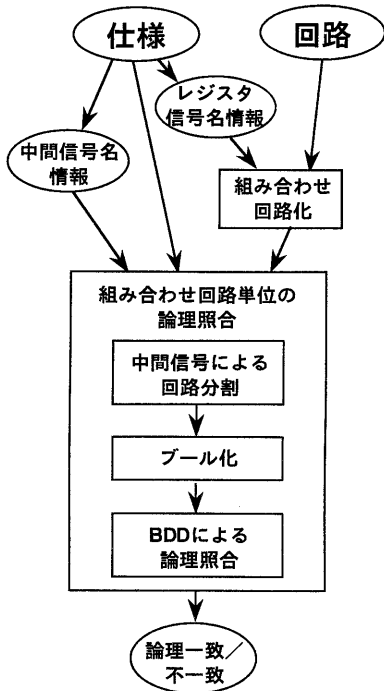 仕様
回路
レジスタ
信号名情報
中間信号名
情報
組み合わせ
回路化
組み合わせ回路単位の
論理照合
中間信号による
回路分割
ブール化
BDDによる
論理照合
論理一致／
不一致